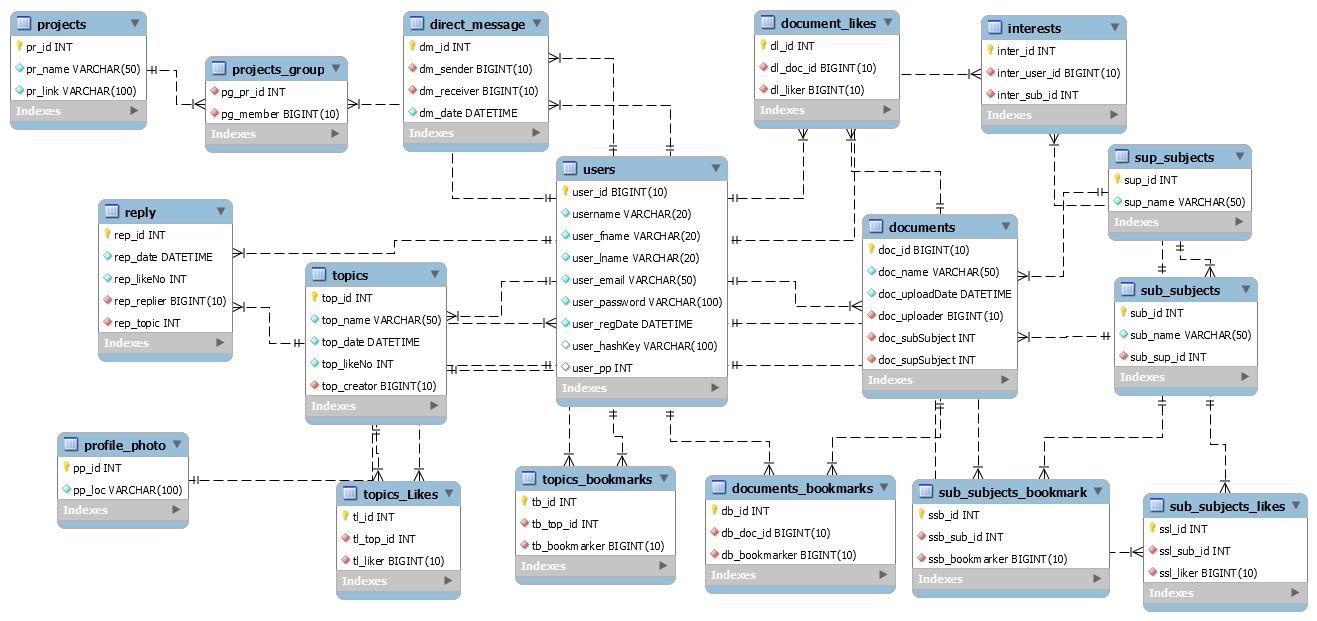 projects
pr_id INT
pr_name VARCHAR(50)
pr_link VARCHAR(100)
Indexes
projects_group
pg_pr_id INT
pg_member BIGINT(10)
Indexes
direct_message
dm_id INT
dm_sender BIGINT(10)
dm_receiver BIGINT(10)
dm_date DATETIME
Indexes
document_likes
dl_id INT
dl_doc_id BIGINT(10)
dl_liker BIGINT(10)
Indexes
interests
inter_id INT
inter_user_id BIGINT(10)
inter_sub_id INT
Indexes
sup_subjects
sup_id INT
sup_name VARCHAR(50)
Indexes
users
user_id BIGINT(10)
username VARCHAR(20)
user_fname VARCHAR(20)
user_lname VARCHAR(20)
user_email VARCHAR(50)
user_password VARCHAR(100)
user_regDate DATETIME
user_hashKey VARCHAR(100)
user_pp INT
Indexes
reply
rep_id INT
rep_date DATETIME
rep_likeNo INT
rep_replier BIGINT(10)
rep_topic INT
Indexes
topics
top_id INT
top_name VARCHAR(50)
top_date DATETIME
top_likeNo INT
top_creator BIGINT(10)
Indexes
documents
doc_id BIGINT(10)
doc_name VARCHAR(50)
doc_uploadDate DATETIME
doc_uploader BIGINT(10)
doc_subSubject INT
doc_supSubject INT
Indexes
sub_subjects
sub_id INT
sub_name VARCHAR(50)
sub_sup_id INT
Indexes
profile_photo
pp_id INT
pp_loc VARCHAR(100)
Indexes
topics_Likes
tl_id INT
tl_top_id INT
tl_liker BIGINT(10)
Indexes
topics_bookmarks
tb_id INT
tb_top_id INT
tb_bookmarker BIGINT(10)
Indexes
documents_bookmarks
db_id INT
db_doc_id BIGINT(10)
db_bookmarker BIGINT(10)
Indexes
sub_subjects_bookmark
ssb_id INT
ssb_sub_id INT
ssb_bookmarker BIGINT(10)
Indexes
sub_subjects_likes
ssl_id INT
ssl_sub_id INT
ssl_liker BIGINT(10)
Indexes